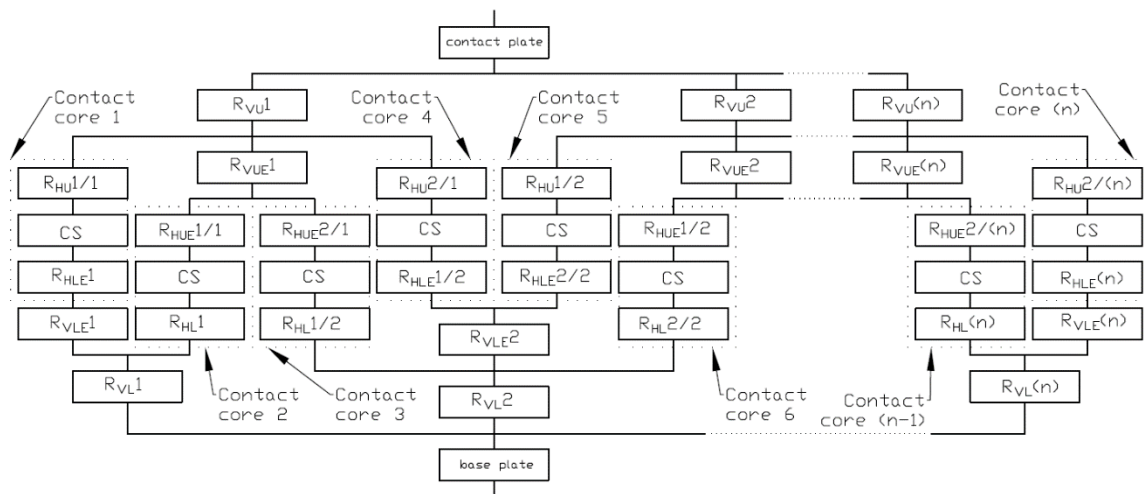 contact plate
Contact
core 1
RVU1
Contact
core 4
Contact
core 5
RVU2
RVU(n)
Contact
core (n)
RVUE1
RVUE2
RVUE(n)
RHU1/1
RHU2/1
RHU1/2
RHU2/(n)
CS
RHUE1/1
RHUE2/1
CS
CS
RHUE1/2
RHUE2/(n)
CS
RHLE1
CS
CS
RHLE1/2
RHLE2/2
CS
CS
RHLE(n)
RVLE1
RHL1
RHL1/2
RVLE2
RHL2/2
RHL(n)
RVLE(n)
RVL1
Contact
core 2
Contact
core 3
RVL2
Contact
core 6
Contact
core (n-1)
RVL(n)
base plate